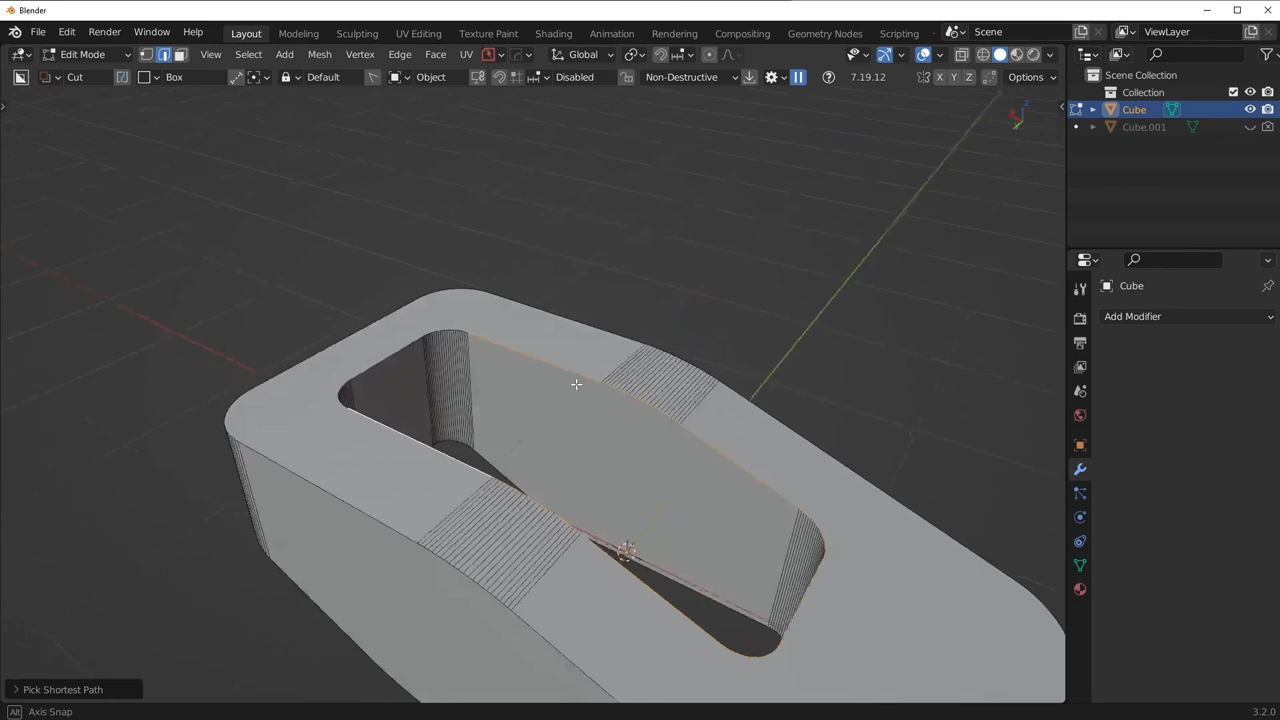 Blender
File Edit Render Window Help Layout Modeling Sculpting UV Editing Texture Paint Shading Animation Rendering Compositing Geometry Nodes Scripting Scene ViewLayer
Edit Mode View Select Add Mesh Vertex Edge Face UV Global
Cut Box Default Object Disabled Non-Destructive 7.19.12 X Y Z Options
Scene Collection
Collection
Cube
Cube.001
Cube
Add Modifier
Pick Shortest Path
Alt Axis Snap 3.2.0